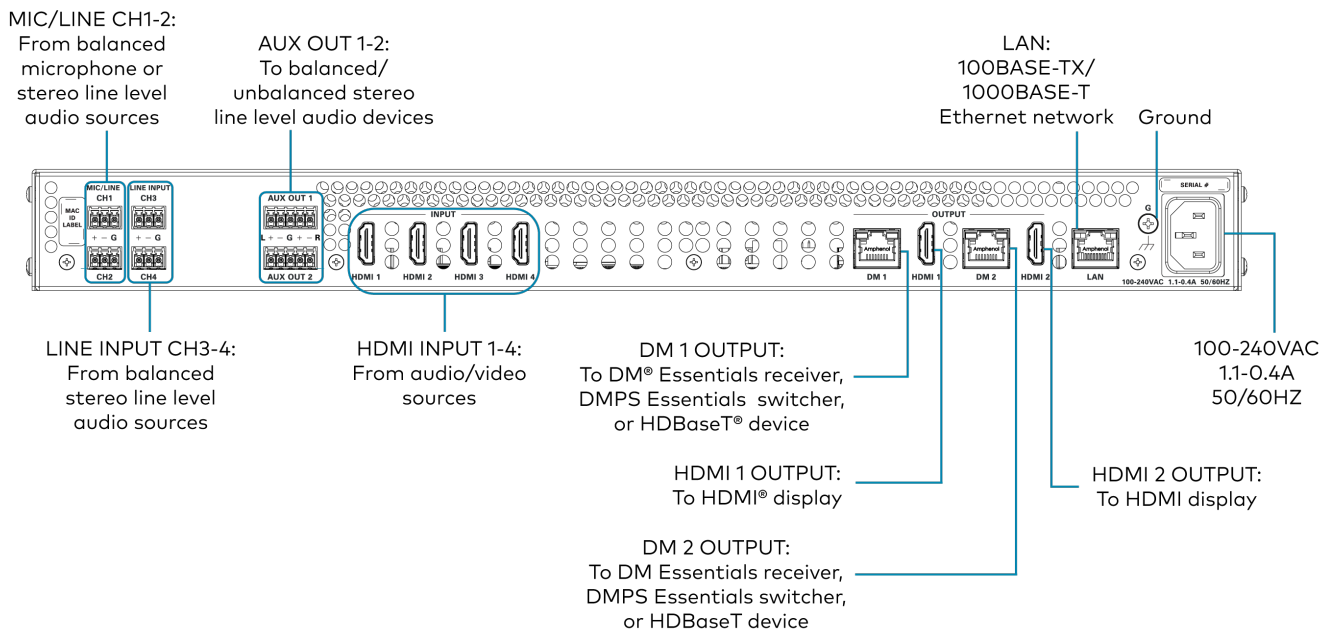 MIC/LINE CH1-2:
From balanced
microphone or
stereo line level
audio sources
AUX OUT 1-2:
To balanced/
unbalanced stereo
line level audio devices
LAN:
100BASE-TX/
1000BASE-T
Ethernet network
Ground
MAC
ID
LABEL
MIC/LINE
CH1
+ – G
CH2
LINE INPUT
CH3
+ – G
CH4
AUX OUT 1
L + – G + – R
AUX OUT 2
INPUT
HDMI 1
HDMI 2
HDMI 3
HDMI 4
OUTPUT
Amphenol
DM 1
HDMI 1
Amphenol
DM 2
HDMI 2
Amphenol
LAN
G
SERIAL #
100-240VAC 1.1-0.4A 50/60HZ
LINE INPUT CH3-4:
From balanced
stereo line level
audio sources
HDMI INPUT 1-4:
From audio/video
sources
DM 1 OUTPUT:
To DM® Essentials receiver,
DMPS Essentials switcher,
or HDBaseT® device
HDMI 1 OUTPUT:
To HDMI® display
DM 2 OUTPUT:
To DM Essentials receiver,
DMPS Essentials switcher,
or HDBaseT device
HDMI 2 OUTPUT:
To HDMI display
100-240VAC
1.1-0.4A
50/60HZ